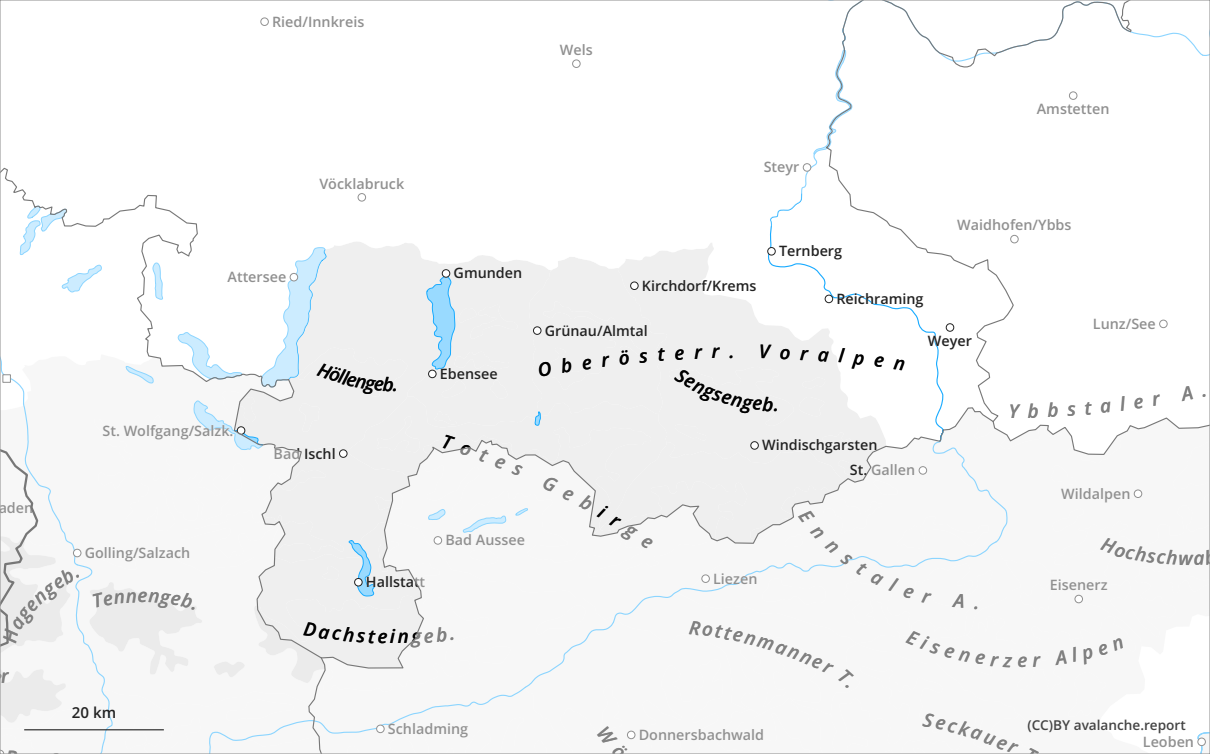 Ried/Innkreis
Wels
Amstetten
Steyr
Vöcklabruck
Waidhofen/Ybbs
Ternberg
Attersee
Gmunden
Kirchdorf/Krems
Reichraming
Lunz/See
Grünau/Almtal
Weyer
Oberösterr. Voralpen
Höllengeb.
Ebensee
Sengsengeb.
Ybbstaler A.
St. Wolfgang/Salzk.
Totes Gebirge
Windischgarsten
Bad Ischl
St. Gallen
Wildalpen
aden
Ennstaler A.
Bad Aussee
Golling/Salzach
Hochschwab
Hagengeb.
Hallstatt
Liezen
Eisenerz
Tennengeb.
Dachsteingeb.
Rottenmanner T.
Eisenerzer Alpen
r
20 km
Schladming
Donnersbachwald
Seckauer T
(CC)BY avalanche.report
Leoben
Wö